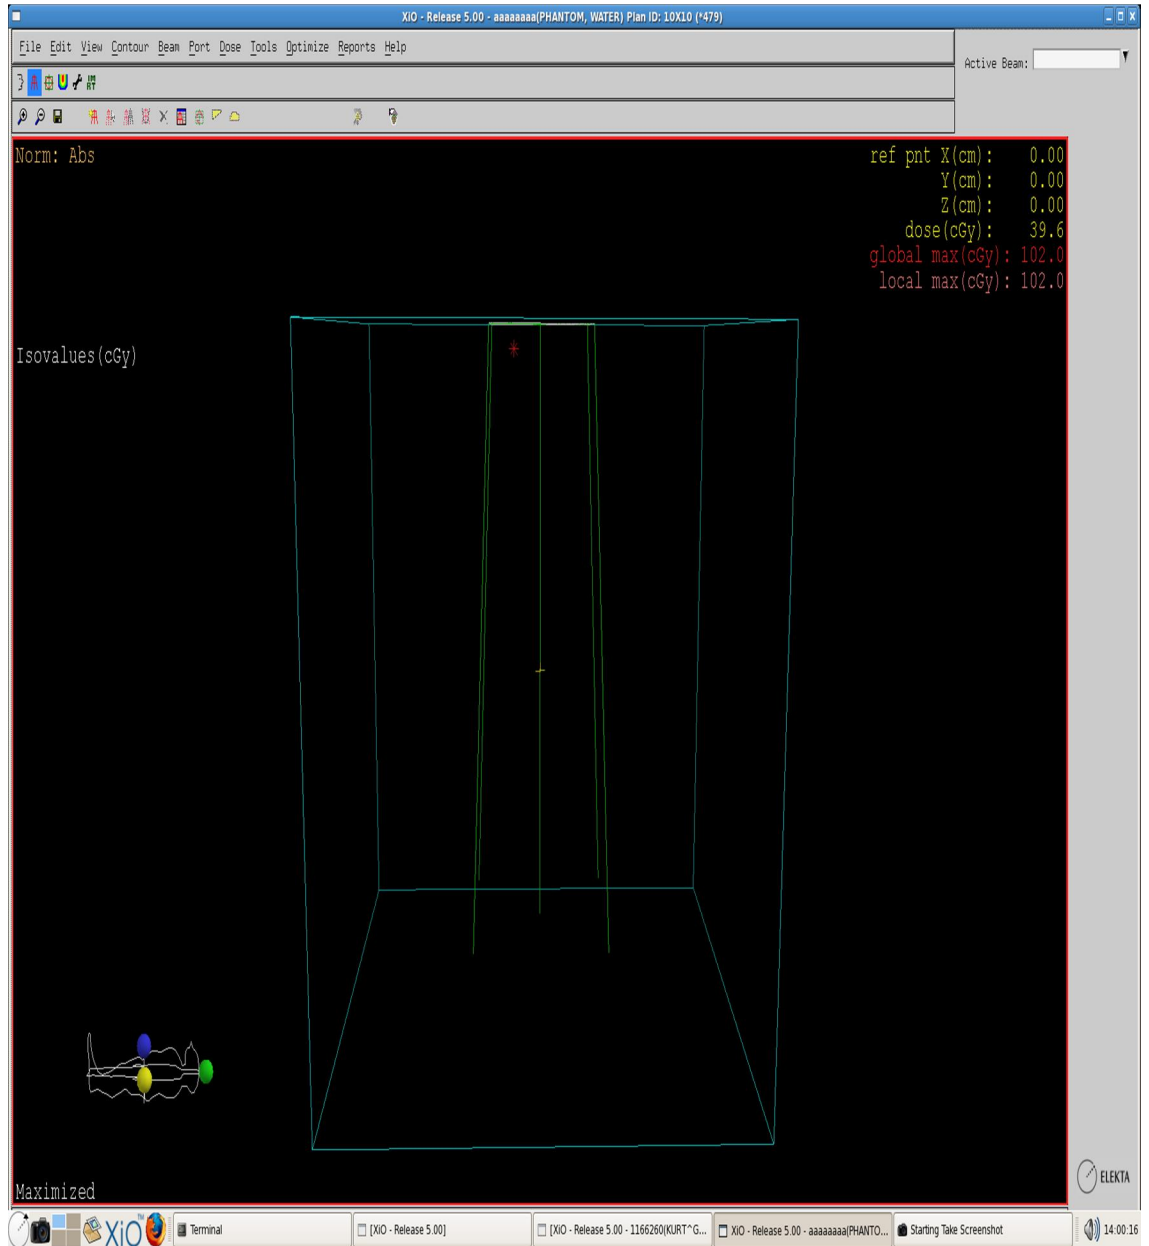 XiO - Release 5.00 - aaaaaaaa(PHANTOM, WATER) Plan ID: 10X10 (*479)
File Edit View Contour Beam Port Dose Tools Optimize Reports Help
Active Beam:
IM
RT
Norm: Abs
ref pnt X(cm): 0.00
Y(cm): 0.00
Z(cm): 0.00
dose(cGy): 39.6
global max(cGy): 102.0
local max(cGy): 102.0
Isovalues(cGy)
Maximized
ELEKTA
XiO
Terminal
[XiO - Release 5.00]
[XiO - Release 5.00 - 1166260(KURT^G...
XiO - Release 5.00 - aaaaaaaa(PHANTO...
Starting Take Screenshot
14:00:16